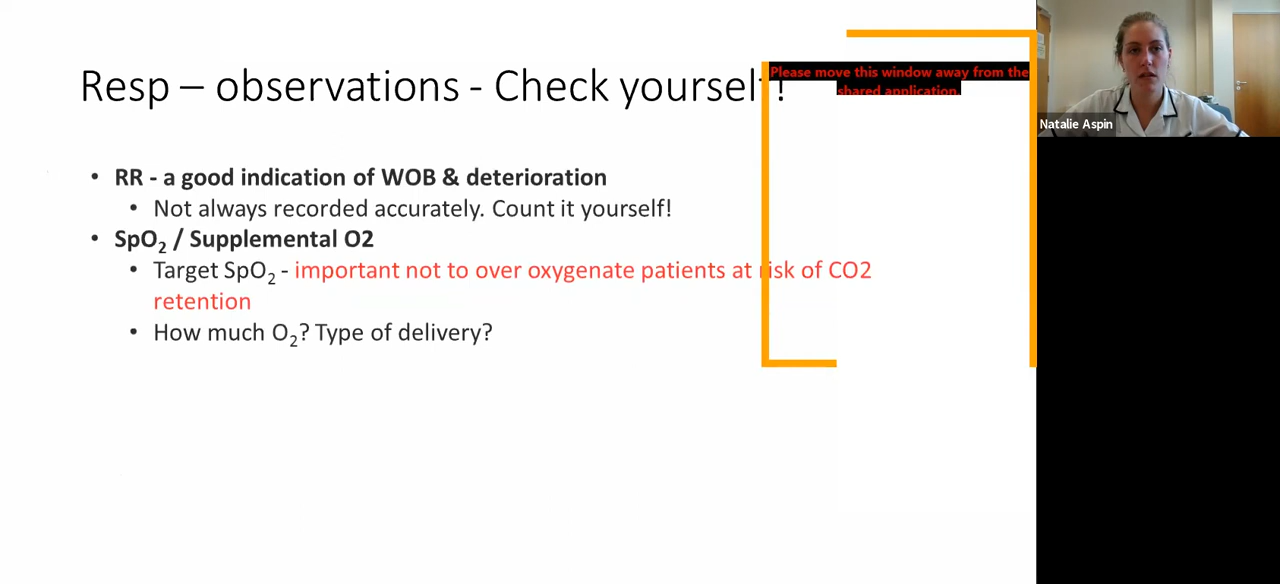 Resp – observations - Check yourself!
Please move this window away from the
shared application.
Natalie Aspin
• RR - a good indication of WOB & deterioration
• Not always recorded accurately. Count it yourself!
• SpO₂ / Supplemental O2
• Target SpO₂ - important not to over oxygenate patients at risk of CO2
retention
• How much O₂? Type of delivery?